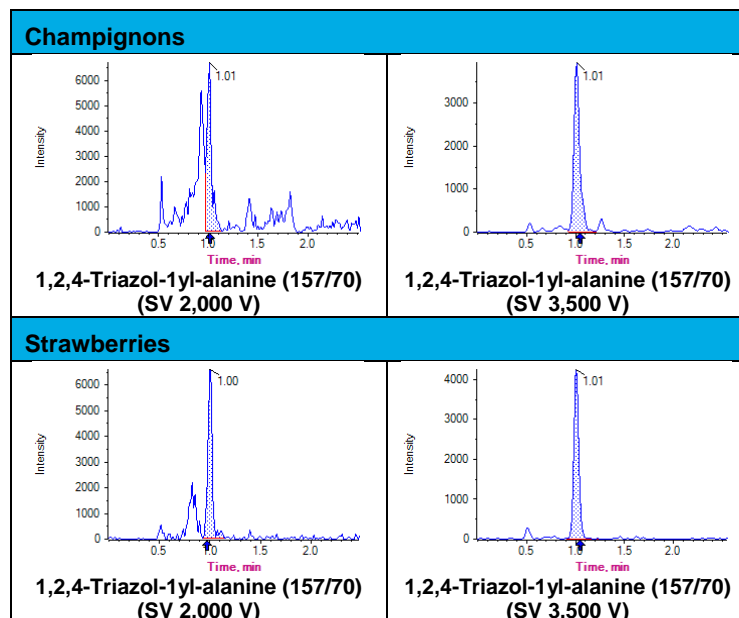 Champignons
1.01
6000
5000
4000
3000
2000
1000
0
Intensity
0.5
1.0
1.5
2.0
Time, min
1,2,4-Triazol-1yl-alanine (157/70)
(SV 2,000 V)
1.01
3000
2000
1000
0
Intensity
0.5
1.0
1.5
2.0
Time, min
1,2,4-Triazol-1yl-alanine (157/70)
(SV 3,500 V)
Strawberries
1.00
6000
5000
4000
3000
2000
1000
0
Intensity
0.5
1.0
1.5
2.0
Time, min
1,2,4-Triazol-1yl-alanine (157/70)
(SV 2,000 V)
1.01
4000
3000
2000
1000
0
Intensity
0.5
1.0
1.5
2.0
Time, min
1,2,4-Triazol-1yl-alanine (157/70)
(SV 3,500 V)